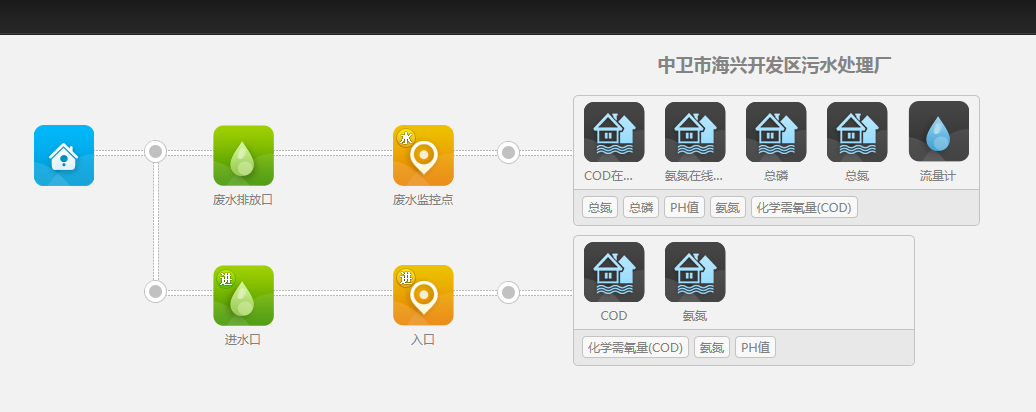 中卫市海兴开发区污水处理厂
水
废水排放口
废水监控点
COD在...
氨氮在线...
总磷
总氮
流量计
总氮
总磷
PH值
氨氮
化学需氧量(COD)
进
进水口
进
入口
COD
氨氮
化学需氧量(COD)
氨氮
PH值